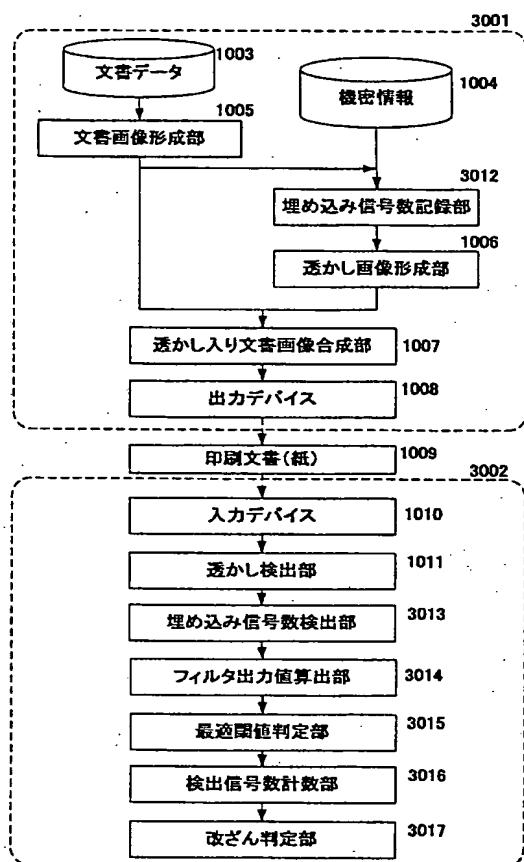 3001
文書データ
1003
機密情報
1004
文書画像形成部
1005
3012
埋め込み信号数記録部
1006
透かし画像形成部
透かし入り文書画像合成部
1007
出力デバイス
1008
印刷文書(紙)
1009
3002
入力デバイス
1010
透かし検出部
1011
埋め込み信号数検出部
3013
フィルタ出力値算出部
3014
最適閾値判定部
3015
検出信号数計数部
3016
改ざん判定部
3017